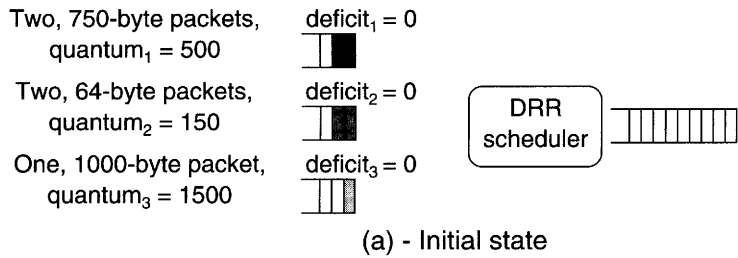 Two, 750-byte packets,
quantum₁ = 500
deficit₁ = 0
Two, 64-byte packets,
quantum₂ = 150
deficit₂ = 0
One, 1000-byte packet,
quantum₃ = 1500
deficit₃ = 0
DRR
scheduler
(a) - Initial state